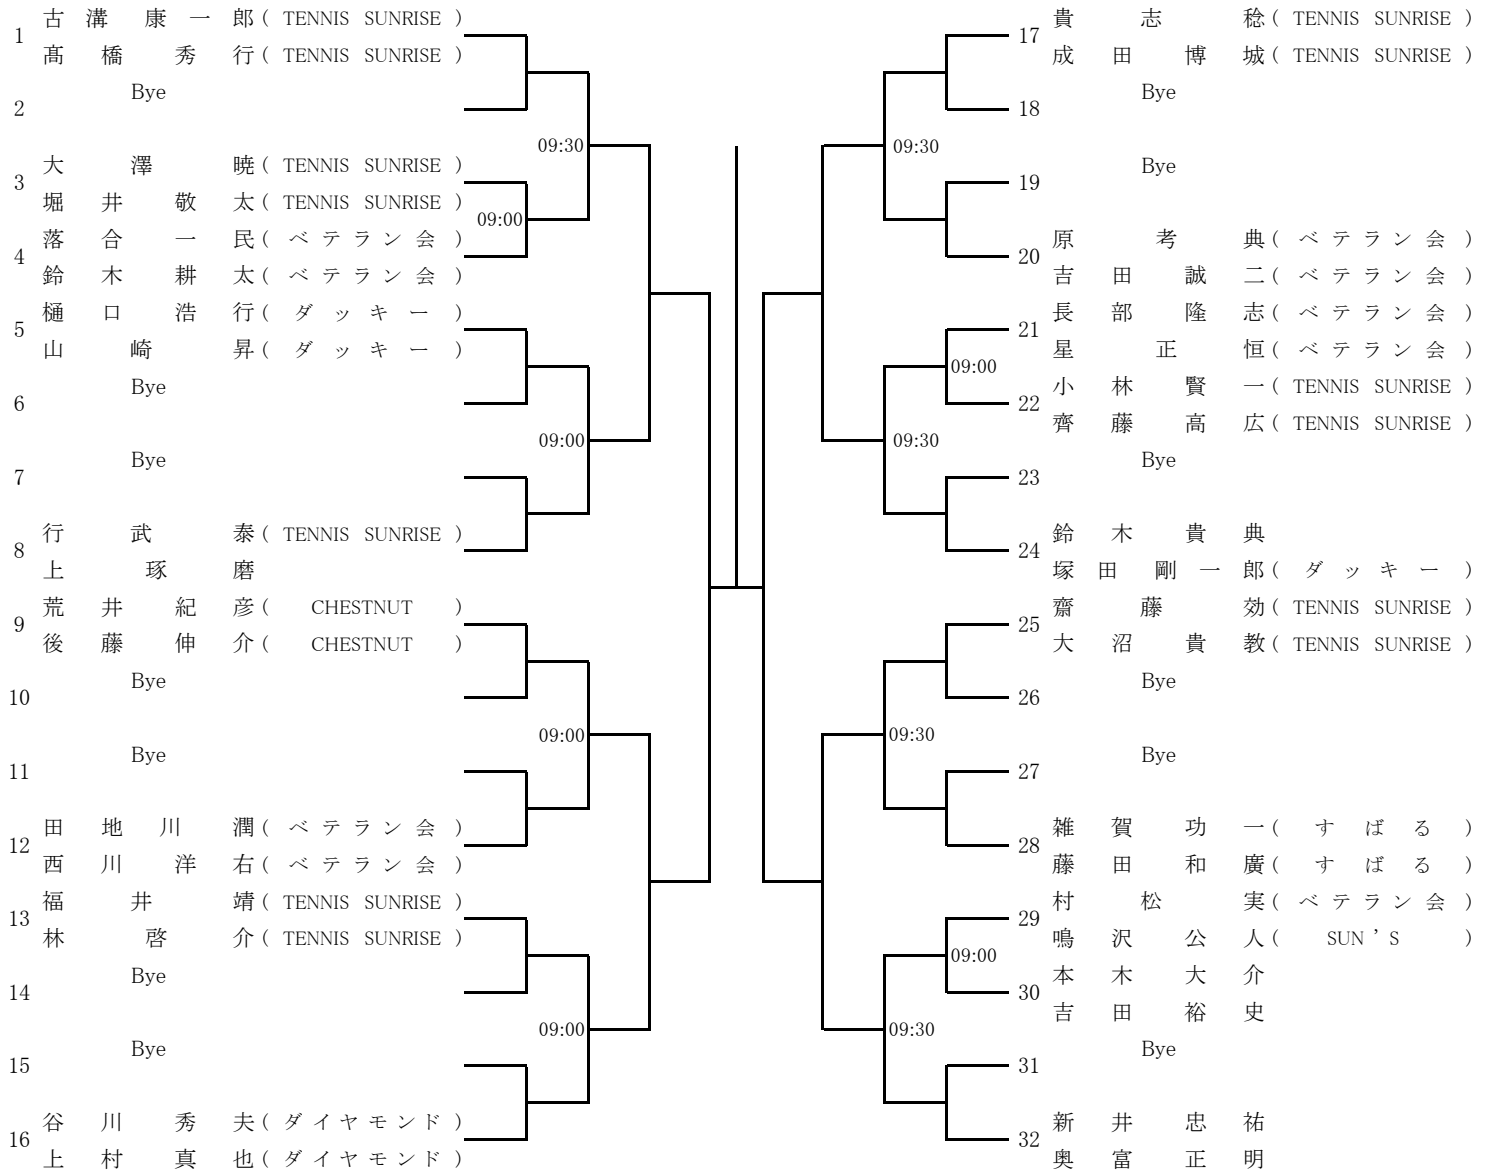 1 古溝康一郎(TENNIS SUNRISE)
髙橋秀行(TENNIS SUNRISE)
2 Bye
09:30
3 大澤暁(TENNIS SUNRISE)
堀井敬太(TENNIS SUNRISE)
09:00
4 落合一民(ベテラン会)
鈴木耕太(ベテラン会)
5 樋口浩行(ダッキー)
山崎昇(ダッキー)
6 Bye
09:00
7 Bye
8 行武泰(TENNIS SUNRISE)
上琢磨
9 荒井紀彦(CHESTNUT)
後藤伸介(CHESTNUT)
10 Bye
09:00
11 Bye
12 田地川潤(ベテラン会)
西川洋右(ベテラン会)
13 福井靖(TENNIS SUNRISE)
林啓介(TENNIS SUNRISE)
14 Bye
09:00
15 Bye
16 谷川秀夫(ダイヤモンド)
上村真也(ダイヤモンド)
17 貴志稔(TENNIS SUNRISE)
成田博城(TENNIS SUNRISE)
18 Bye
09:30
19 Bye
20 原考典(ベテラン会)
吉田誠二(ベテラン会)
21 長部隆志(ベテラン会)
星正恒(ベテラン会)
09:00
22 小林賢一(TENNIS SUNRISE)
齊藤高広(TENNIS SUNRISE)
09:30
23 Bye
24 鈴木貴典
塚田剛一郎(ダッキー)
25 齋藤効(TENNIS SUNRISE)
大沼貴教(TENNIS SUNRISE)
26 Bye
09:30
27 Bye
28 雑賀功一(すばる)
藤田和廣(すばる)
29 村松実(ベテラン会)
鳴沢公人(SUN'S)
09:00
30 本木大介
吉田裕史
09:30
31 Bye
32 新井忠祐
奥富正明